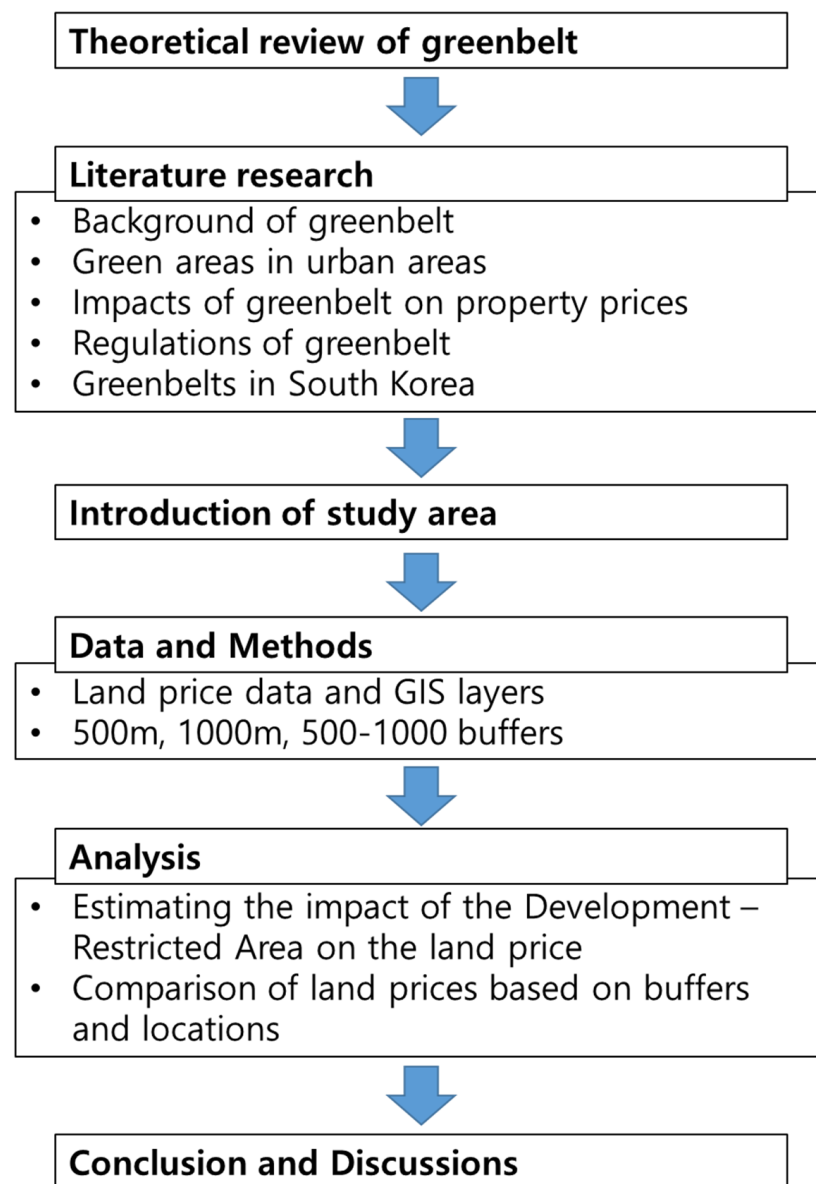 Theoretical review of greenbelt
Literature research
• Background of greenbelt
• Green areas in urban areas
• Impacts of greenbelt on property prices
• Regulations of greenbelt
• Greenbelts in South Korea
Introduction of study area
Data and Methods
• Land price data and GIS layers
• 500m, 1000m, 500-1000 buffers
Analysis
• Estimating the impact of the Development –
Restricted Area on the land price
• Comparison of land prices based on buffers
and locations
Conclusion and Discussions